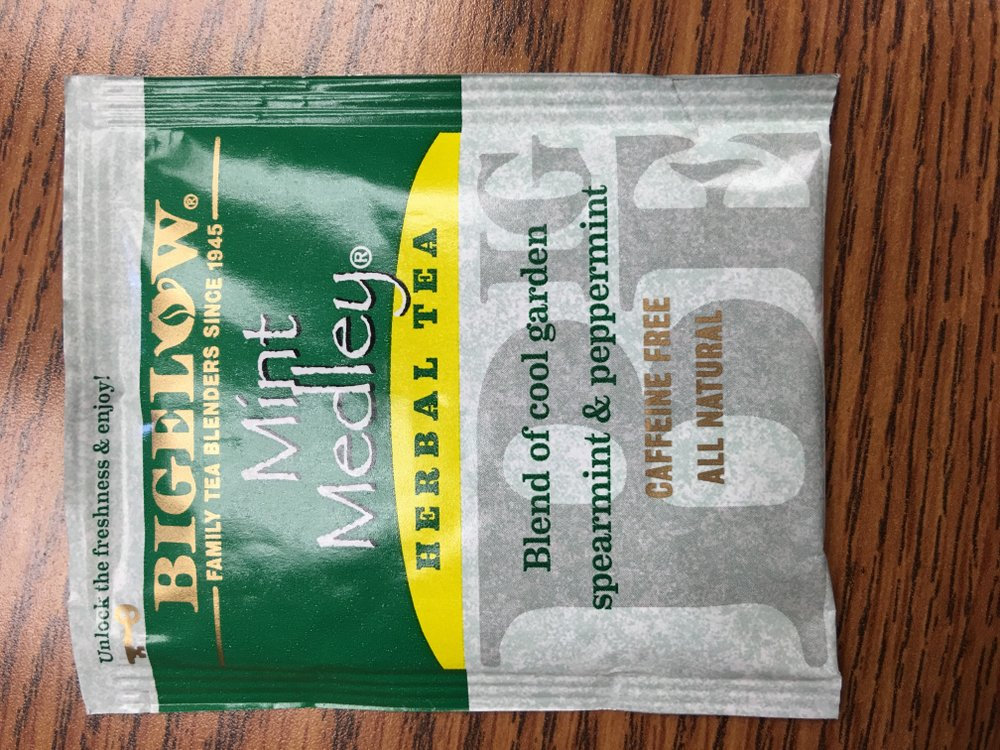 Unlock the freshness & enjoy!
BIGELOW®
FAMILY TEA BLENDERS SINCE 1945
Mint
Medley®
HERBAL TEA
Blend of cool garden
spearmint & peppermint
CAFFEINE FREE
ALL NATURAL